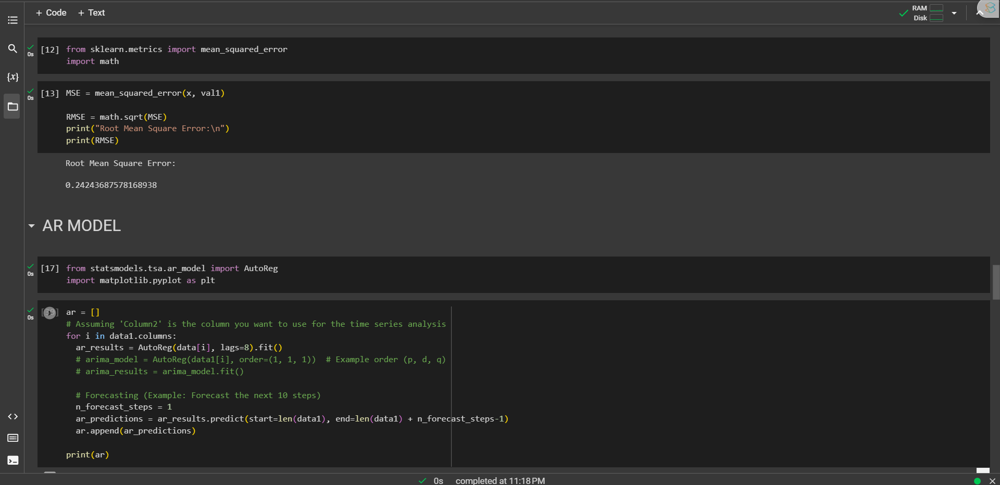 + Code + Text
RAM
Disk
{x}
0s
[12] from sklearn.metrics import mean_squared_error
import math
0s
[13] MSE = mean_squared_error(x, val1)
RMSE = math.sqrt(MSE)
print("Root Mean Square Error:\n")
print(RMSE)
Root Mean Square Error:
0.24243687578168938
AR MODEL
0s
[17] from statsmodels.tsa.ar_model import AutoReg
import matplotlib.pyplot as plt
0s
ar = []
# Assuming 'Column2' is the column you want to use for the time series analysis
for i in data1.columns:
ar_results = AutoReg(data[i], lags=8).fit()
# arima_model = AutoReg(data1[i], order=(1, 1, 1))  # Example order (p, d, q)
# arima_results = arima_model.fit()
# Forecasting (Example: Forecast the next 10 steps)
n_forecast_steps = 1
ar_predictions = ar_results.predict(start=len(data1), end=len(data1) + n_forecast_steps-1)
ar.append(ar_predictions)
print(ar)
0s completed at 11:18 PM